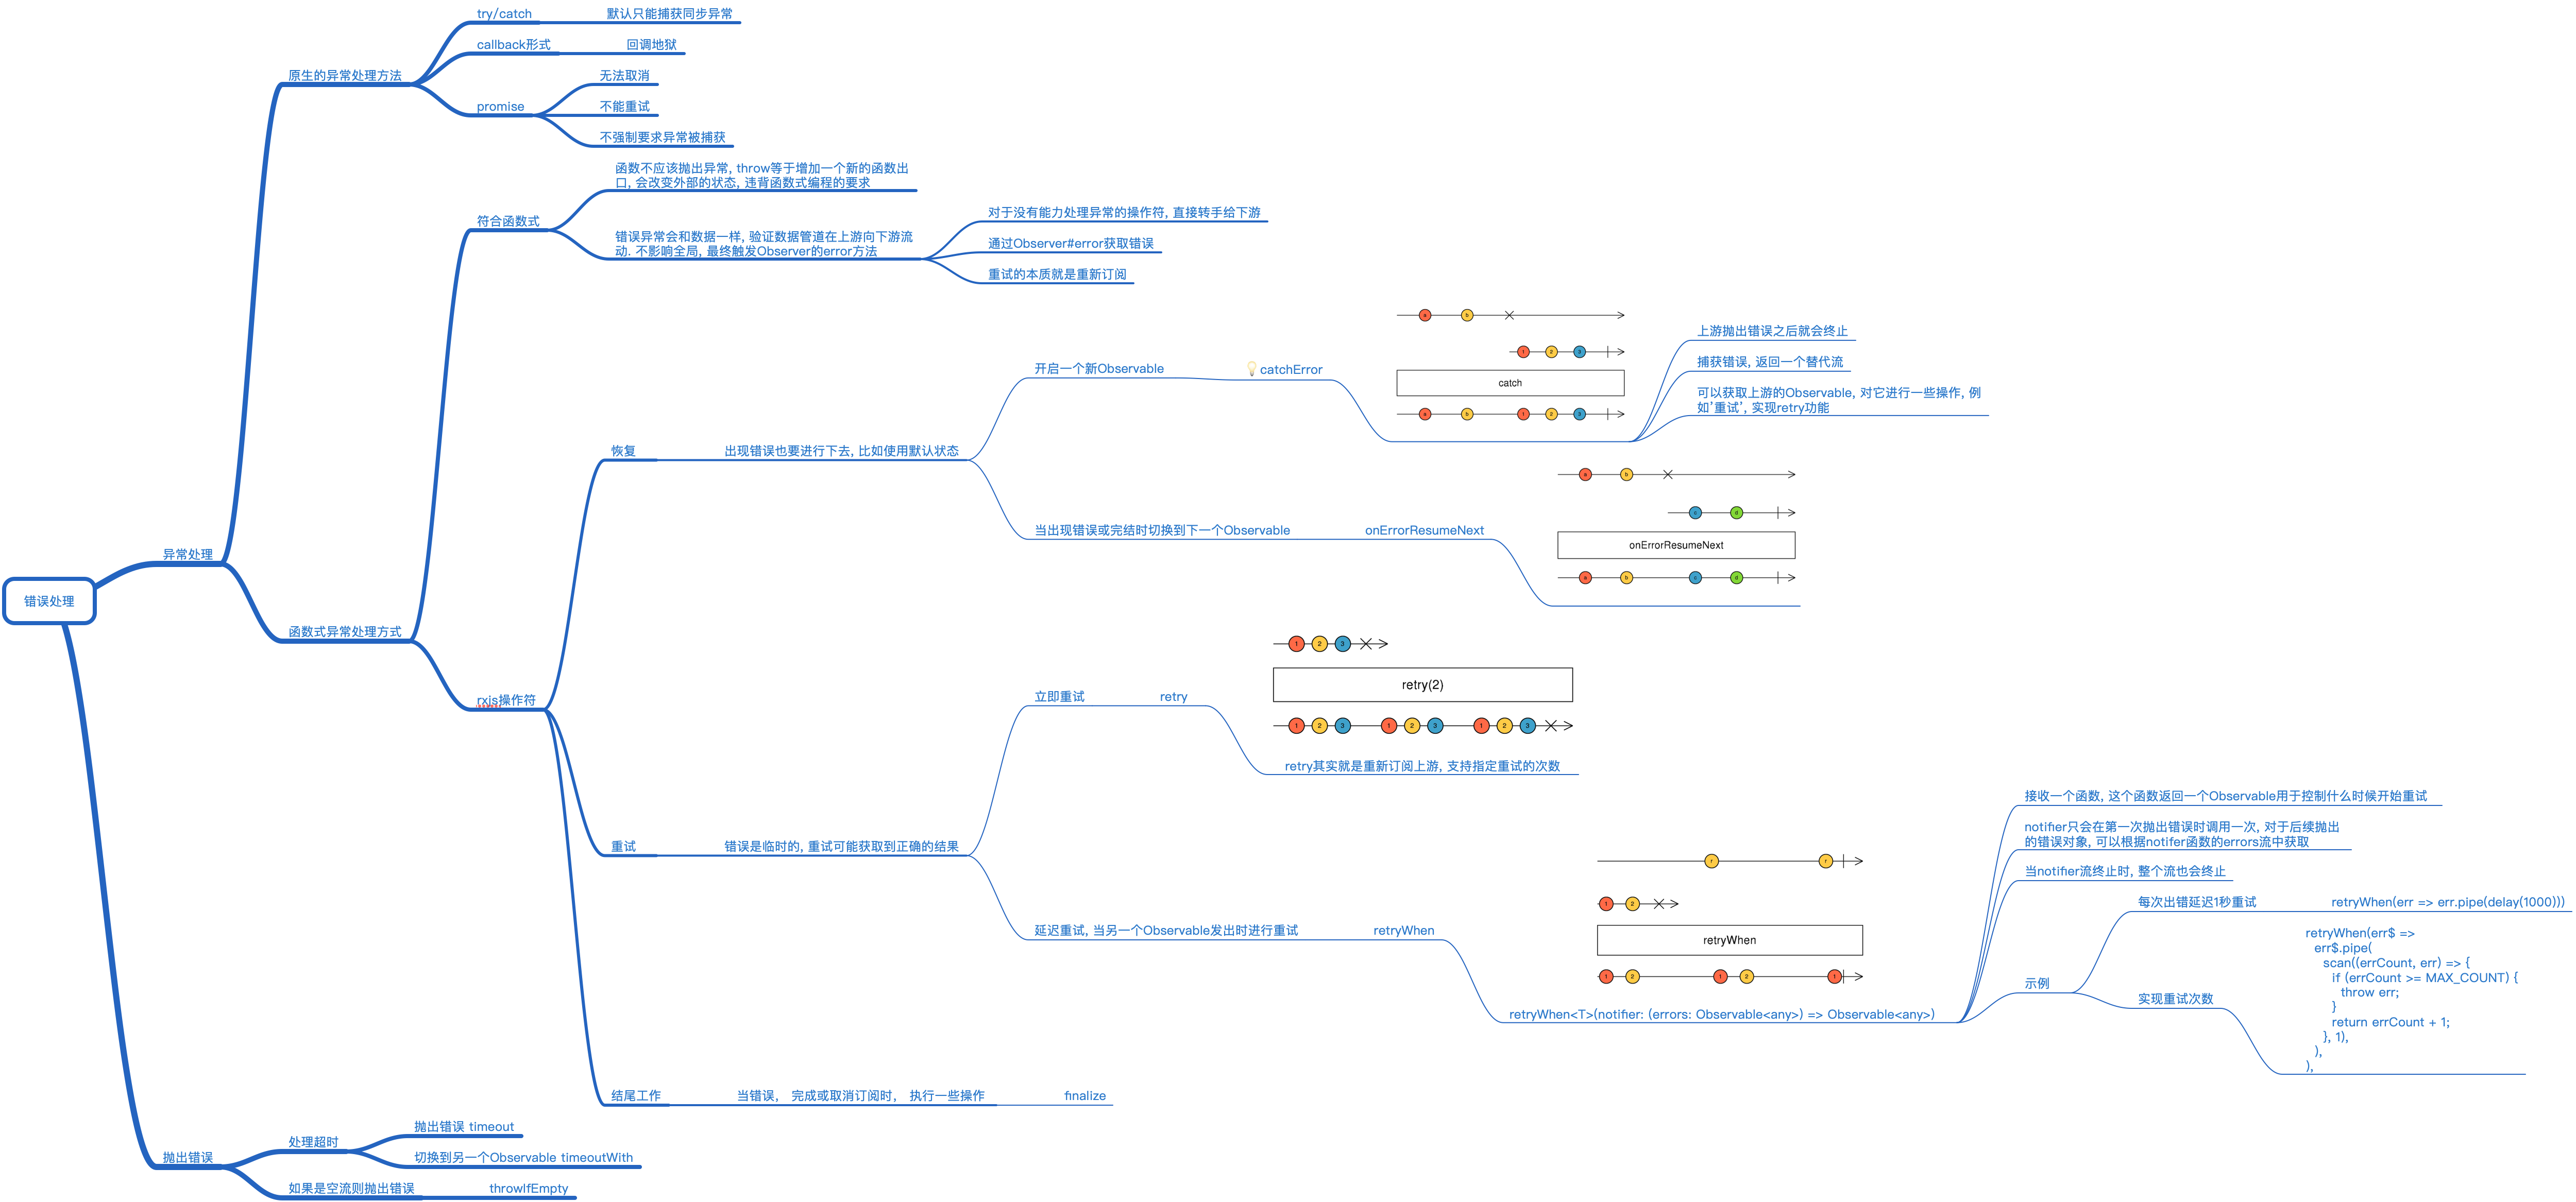 错误处理
异常处理
原生的异常处理方法
try/catch
默认只能捕获同步异常
callback形式
回调地狱
promise
无法取消
不能重试
不强制要求异常被捕获
函数式异常处理方式
符合函数式
函数不应该抛出异常, throw等于增加一个新的函数出
口, 会改变外部的状态, 违背函数式编程的要求
错误异常会和数据一样, 验证数据管道在上游向下游流
动. 不影响全局, 最终触发Observer的error方法
对于没有能力处理异常的操作符, 直接转手给下游
通过Observer#error获取错误
重试的本质就是重新订阅
rxjs操作符
恢复
出现错误也要进行下去, 比如使用默认状态
开启一个新Observable
💡catchError
a b
1 2 3
catch
a b 1 2 3
上游抛出错误之后就会终止
捕获错误, 返回一个替代流
可以获取上游的Observable, 对它进行一些操作, 例
如'重试', 实现retry功能
当出现错误或完结时切换到下一个Observable
onErrorResumeNext
a b
c d
onErrorResumeNext
a b c d
重试
错误是临时的, 重试可能获取到正确的结果
立即重试
retry
1 2 3
retry(2)
1 2 3 1 2 3 1 2 3
retry其实就是重新订阅上游, 支持指定重试的次数
延迟重试, 当另一个Observable发出时进行重试
retryWhen
r r
1 2
retryWhen
1 2 1 2 1
retryWhen<T>(notifier: (errors: Observable<any>) => Observable<any>)
接收一个函数, 这个函数返回一个Observable用于控制什么时候开始重试
notifier只会在第一次抛出错误时调用一次, 对于后续抛出
的错误对象, 可以根据notifer函数的errors流中获取
当notifier流终止时, 整个流也会终止
示例
每次出错延迟1秒重试
retryWhen(err => err.pipe(delay(1000)))
实现重试次数
retryWhen(err$ =>
err$.pipe(
scan((errCount, err) => {
if (errCount >= MAX_COUNT) {
throw err;
}
return errCount + 1;
}, 1),
),
),
结尾工作
当错误， 完成或取消订阅时， 执行一些操作
finalize
抛出错误
处理超时
抛出错误 timeout
切换到另一个Observable timeoutWith
如果是空流则抛出错误
throwIfEmpty